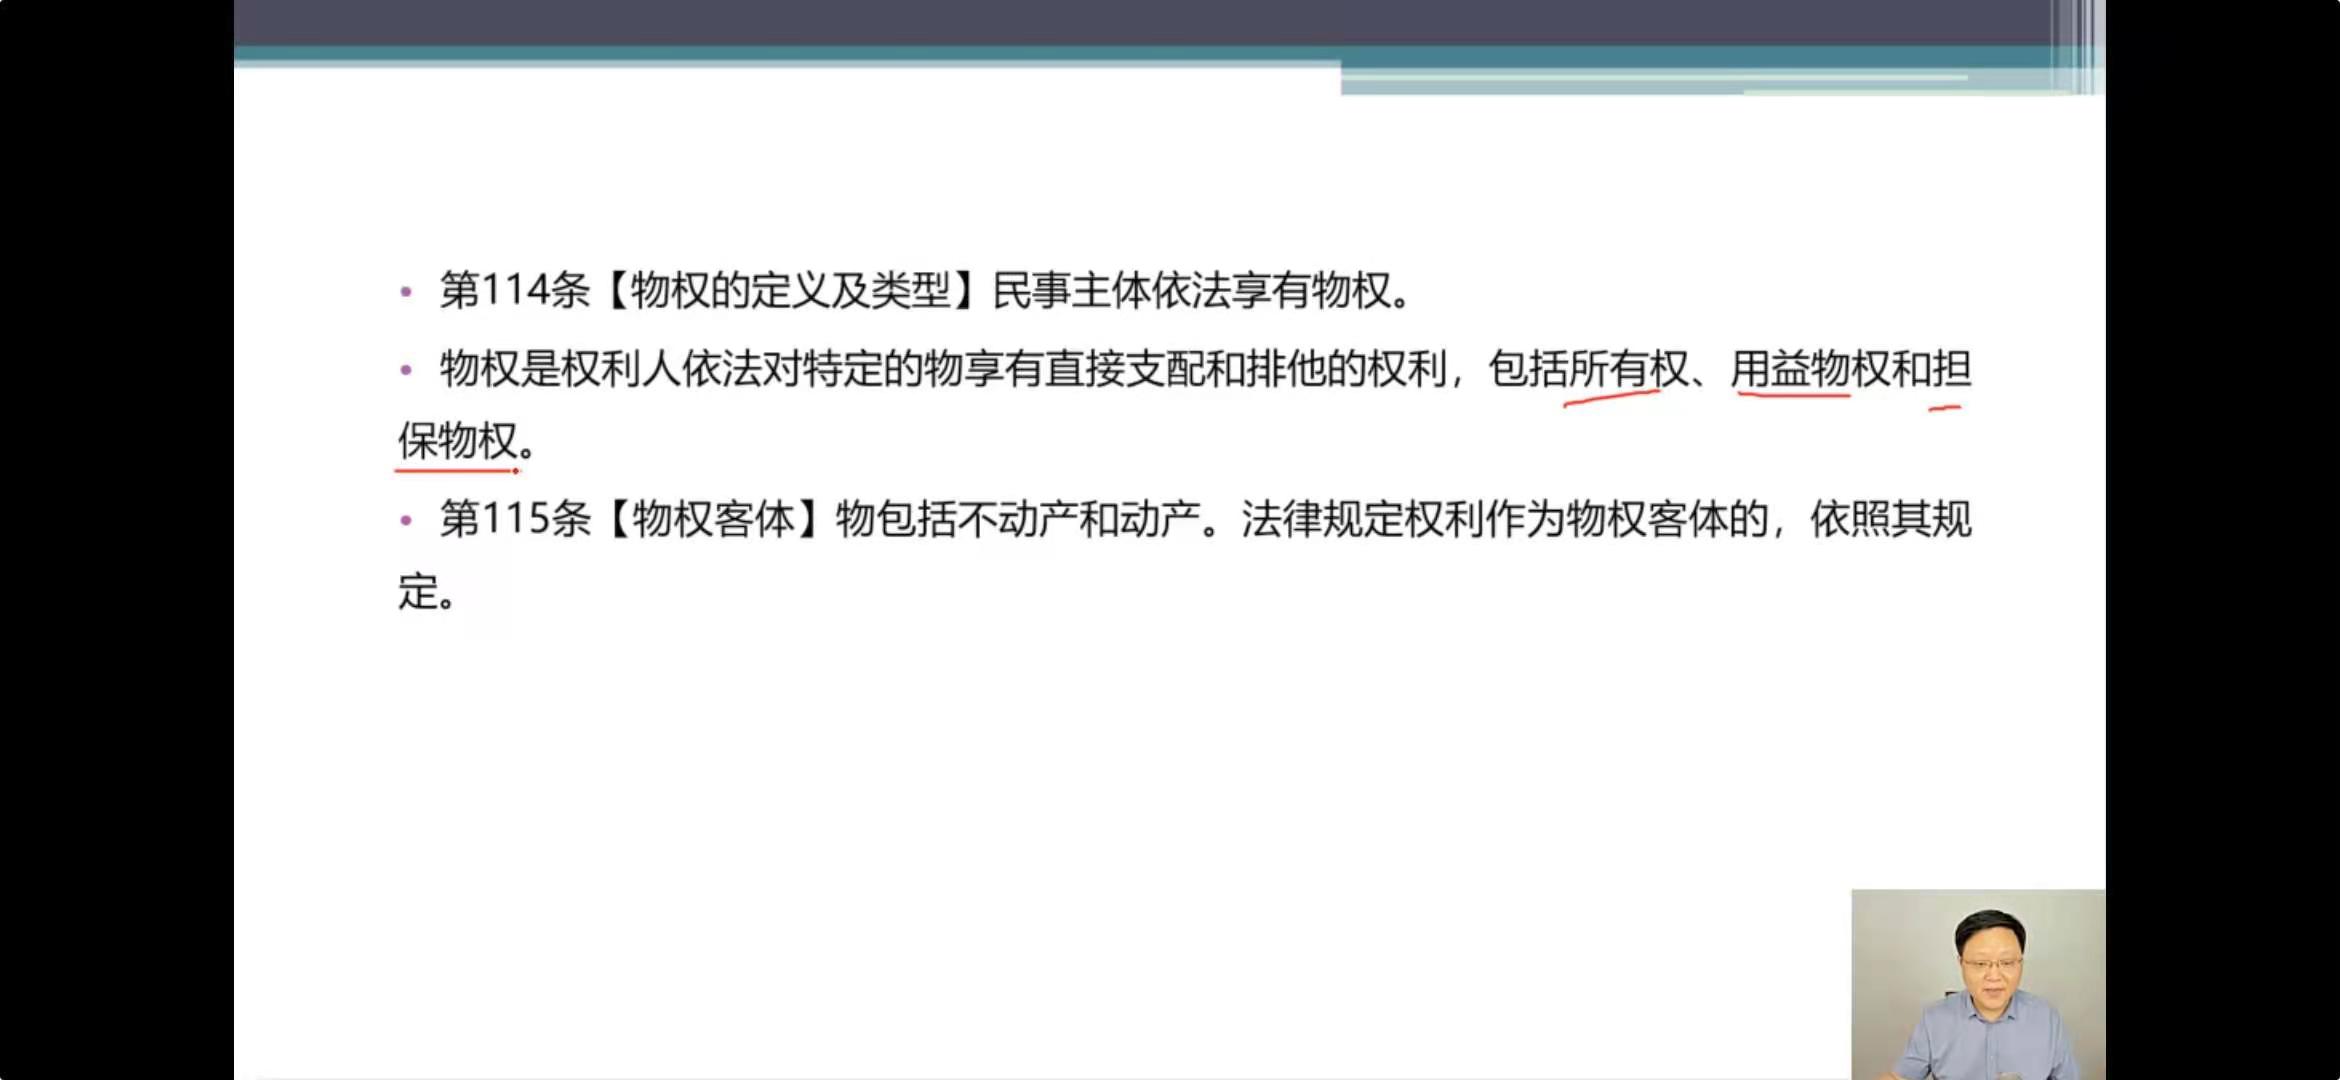 • 第114条【物权的定义及类型】民事主体依法享有物权。
• 物权是权利人依法对特定的物享有直接支配和排他的权利，包括所有权、用益物权和担
保物权。
• 第115条【物权客体】物包括不动产和动产。法律规定权利作为物权客体的，依照其规
定。